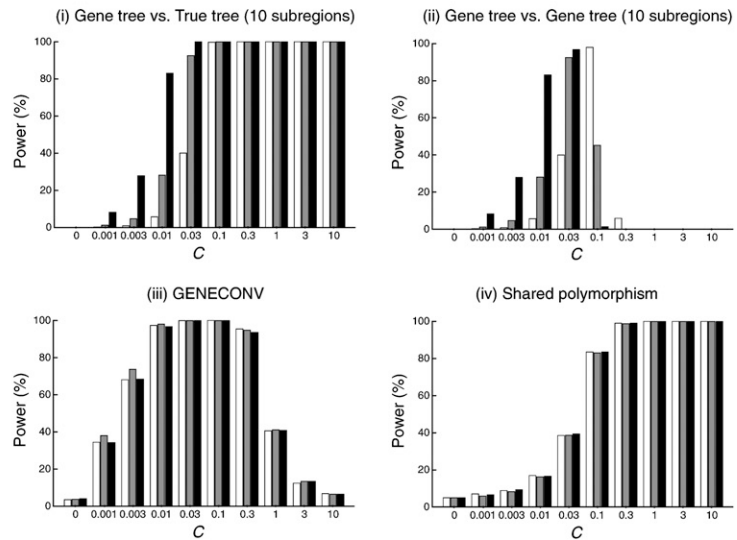 (i) Gene tree vs. True tree (10 subregions)
Power (%)
100
80
60
40
20
0
0 0.001 0.003 0.01 0.03 0.1 0.3 1 3 10
C
(ii) Gene tree vs. Gene tree (10 subregions)
Power (%)
100
80
60
40
20
0
0 0.001 0.003 0.01 0.03 0.1 0.3 1 3 10
C
(iii) GENECONV
Power (%)
100
80
60
40
20
0
0 0.001 0.003 0.01 0.03 0.1 0.3 1 3 10
C
(iv) Shared polymorphism
Power (%)
100
80
60
40
20
0
0 0.001 0.003 0.01 0.03 0.1 0.3 1 3 10
C